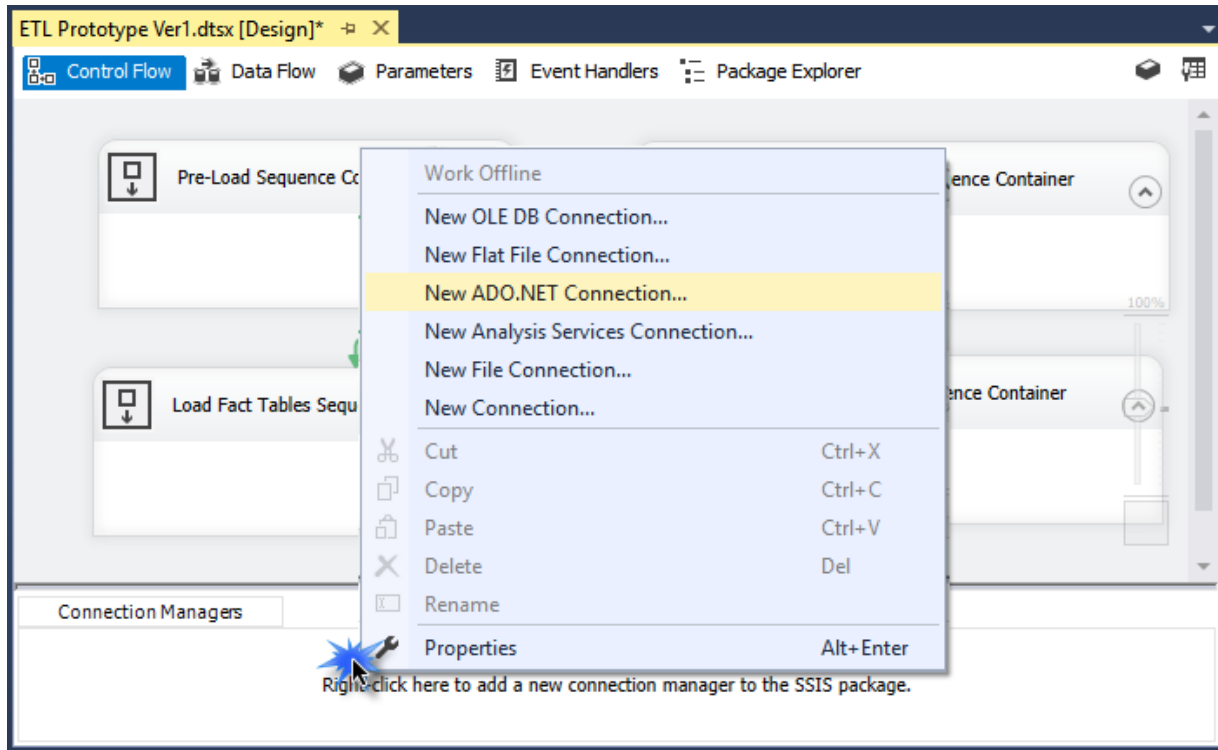 ETL Prototype Ver1.dtsx [Design]*
Control Flow Data Flow Parameters Event Handlers Package Explorer
Pre-Load Sequence
ence Container
Work Offline
New OLE DB Connection...
New Flat File Connection...
New ADO.NET Connection...
New Analysis Services Connection...
New File Connection...
New Connection...
100%
Load Fact Tables Sequ
ence Container
Cut Ctrl+X
Copy Ctrl+C
Paste Ctrl+V
Delete Del
Rename
Properties Alt+Enter
Connection Managers
Right-click here to add a new connection manager to the SSIS package.